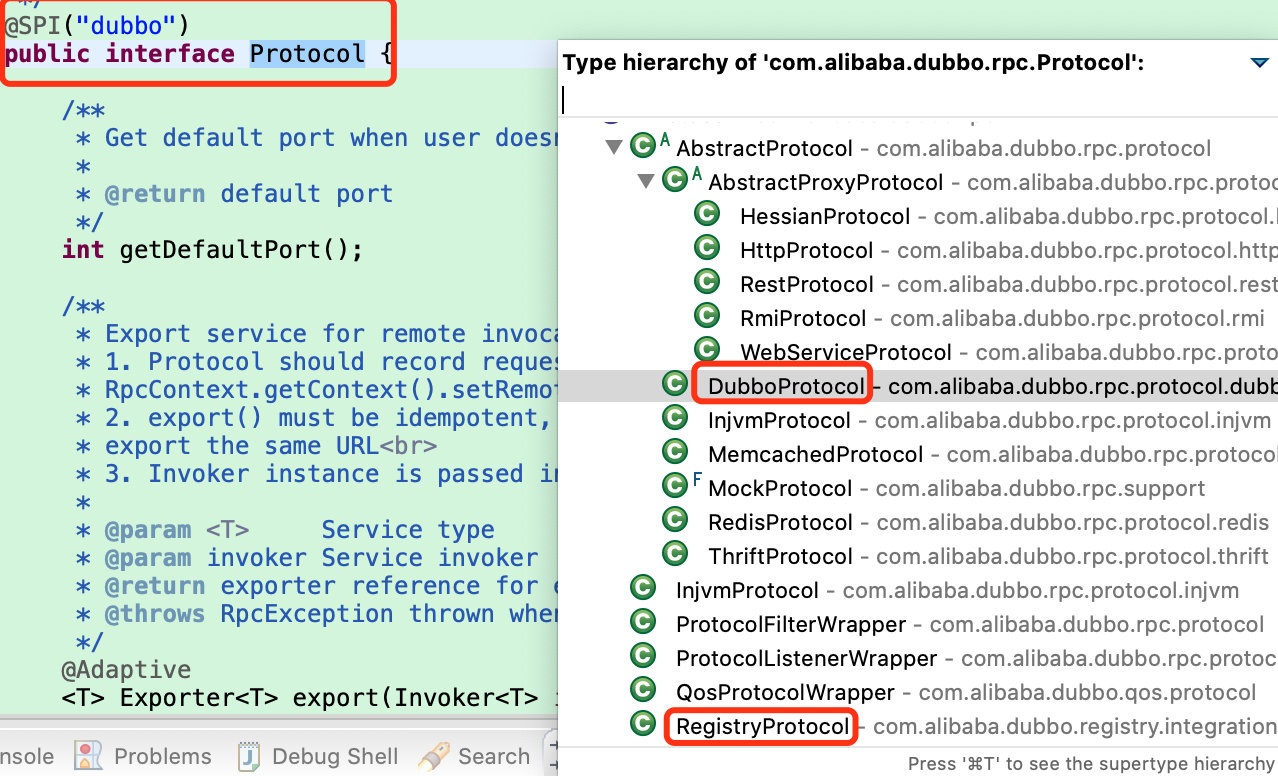 */
@SPI("dubbo")
public interface Protocol {
/**
* Get default port when user doesn
*
* @return default port
*/
int getDefaultPort();
/**
* Export service for remote invoca
* 1. Protocol should record reques
* RpcContext.getContext().setRemot
* 2. export() must be idempotent,
* export the same URL<br>
* 3. Invoker instance is passed in
*
* @param <T>     Service type
* @param invoker Service invoker
* @return exporter reference for e
* @throws RpcException thrown when
*/
@Adaptive
<T> Exporter<T> export(Invoker<T> i
Type hierarchy of 'com.alibaba.dubbo.rpc.Protocol':
AbstractProtocol - com.alibaba.dubbo.rpc.protocol
AbstractProxyProtocol - com.alibaba.dubbo.rpc.protoc
HessianProtocol - com.alibaba.dubbo.rpc.protocol.h
HttpProtocol - com.alibaba.dubbo.rpc.protocol.http
RestProtocol - com.alibaba.dubbo.rpc.protocol.rest
RmiProtocol - com.alibaba.dubbo.rpc.protocol.rmi
WebServiceProtocol - com.alibaba.dubbo.rpc.proto
DubboProtocol - com.alibaba.dubbo.rpc.protocol.dubb
InjvmProtocol - com.alibaba.dubbo.rpc.protocol.injvm
MemcachedProtocol - com.alibaba.dubbo.rpc.protocol
MockProtocol - com.alibaba.dubbo.rpc.support
RedisProtocol - com.alibaba.dubbo.rpc.protocol.redis
ThriftProtocol - com.alibaba.dubbo.rpc.protocol.thrift
InjvmProtocol - com.alibaba.dubbo.rpc.protocol.injvm
ProtocolFilterWrapper - com.alibaba.dubbo.rpc.protocol
ProtocolListenerWrapper - com.alibaba.dubbo.rpc.protoc
QosProtocolWrapper - com.alibaba.dubbo.qos.protocol
RegistryProtocol - com.alibaba.dubbo.registry.integration
Press '⌘T' to see the supertype hierarchy
nsole Problems Debug Shell Search